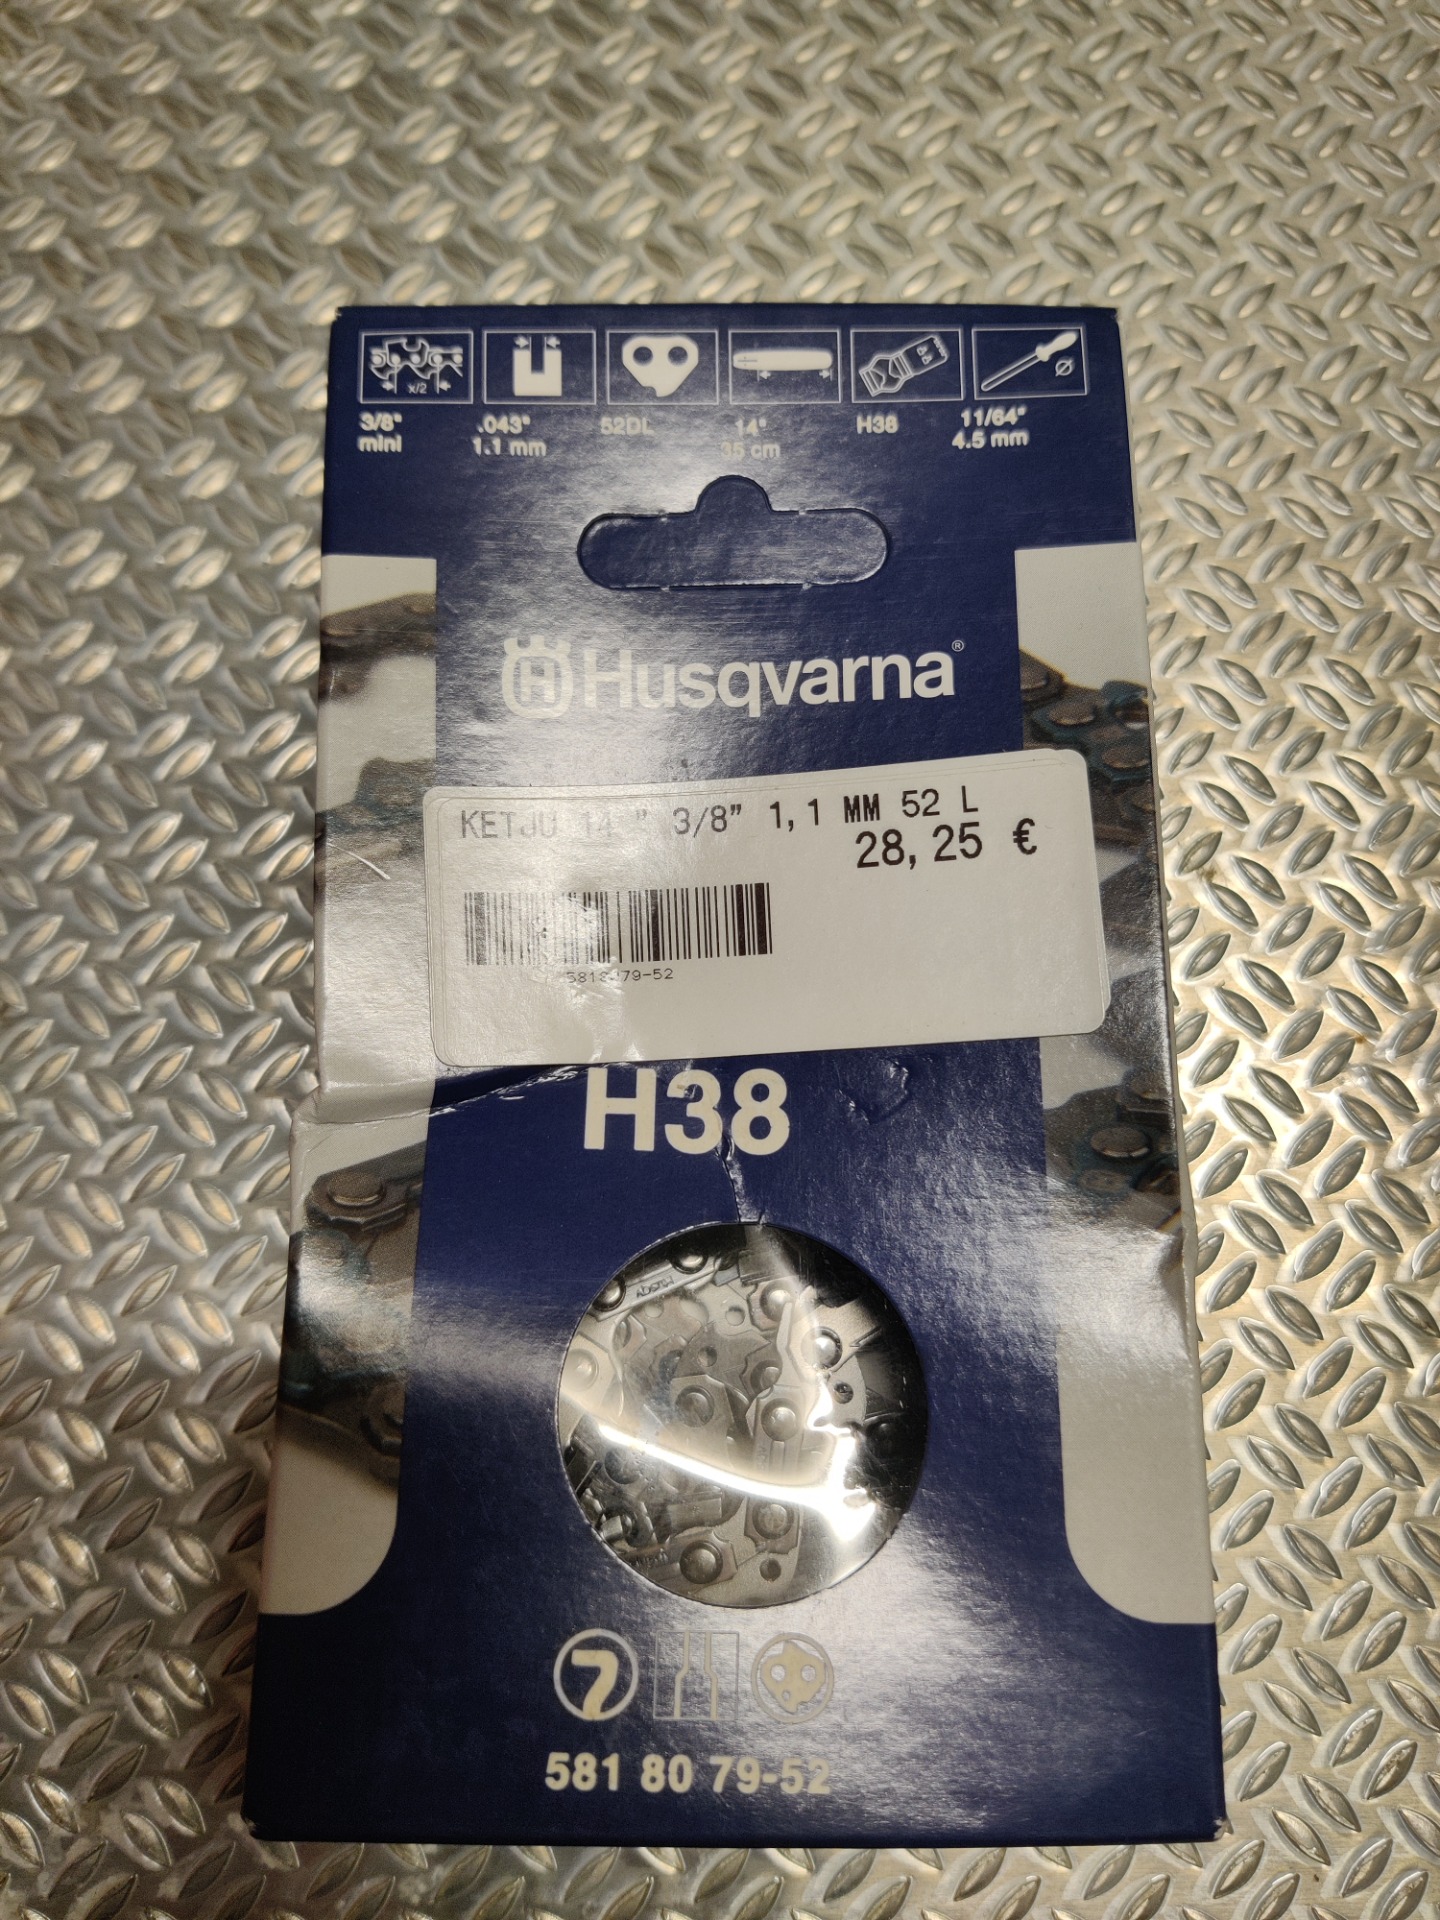 x/2
3/8" .043" 52DL 14" H38 11/64"
mini 1.1 mm 35 cm 4.5 mm
Husqvarna®
KETJU 14 " 3/8" 1,1 MM 52 L
28,25 €
H38
581 80 79-52